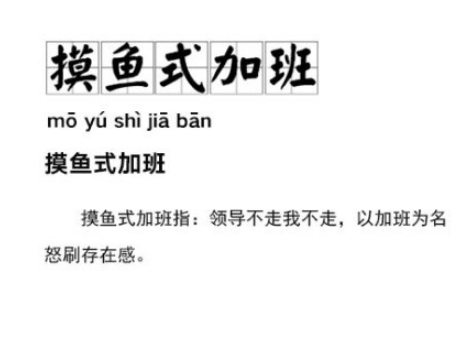 摸鱼式加班
mō yú shì jiā bān
摸鱼式加班
摸鱼式加班指：领导不走我不走，以加班为名
怒刷存在感。